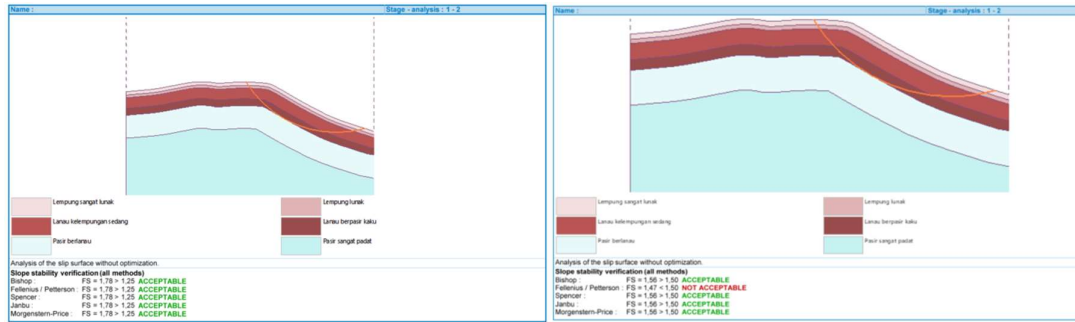 Name : Stage - analysis : 1 - 2
Lempung sangat lunak Lempung lunak
Lanau kelempungan sedang Lanau berpasir kaku
Pasir berlanau Pasir sangat padat
Analysis of the slip surface without optimization.
Slope stability verification (all methods)
Bishop : FS = 1,78 > 1,25 ACCEPTABLE
Fellenius / Petterson : FS = 1,78 > 1,25 ACCEPTABLE
Spencer : FS = 1,78 > 1,25 ACCEPTABLE
Janbu : FS = 1,78 > 1,25 ACCEPTABLE
Morgenstern-Price : FS = 1,78 > 1,25 ACCEPTABLE
Name : Stage - analysis : 1 - 2
Lempung sangat lunak Lempung lunak
Lanau kelempungan sedang Lanau berpasir kaku
Pasir berlanau Pasir sangat padat
Analysis of the slip surface without optimization.
Slope stability verification (all methods)
Bishop : FS = 1,56 > 1,50 ACCEPTABLE
Fellenius / Petterson : FS = 1,47 < 1,50 NOT ACCEPTABLE
Spencer : FS = 1,56 > 1,50 ACCEPTABLE
Janbu : FS = 1,56 > 1,50 ACCEPTABLE
Morgenstern-Price : FS = 1,56 > 1,50 ACCEPTABLE